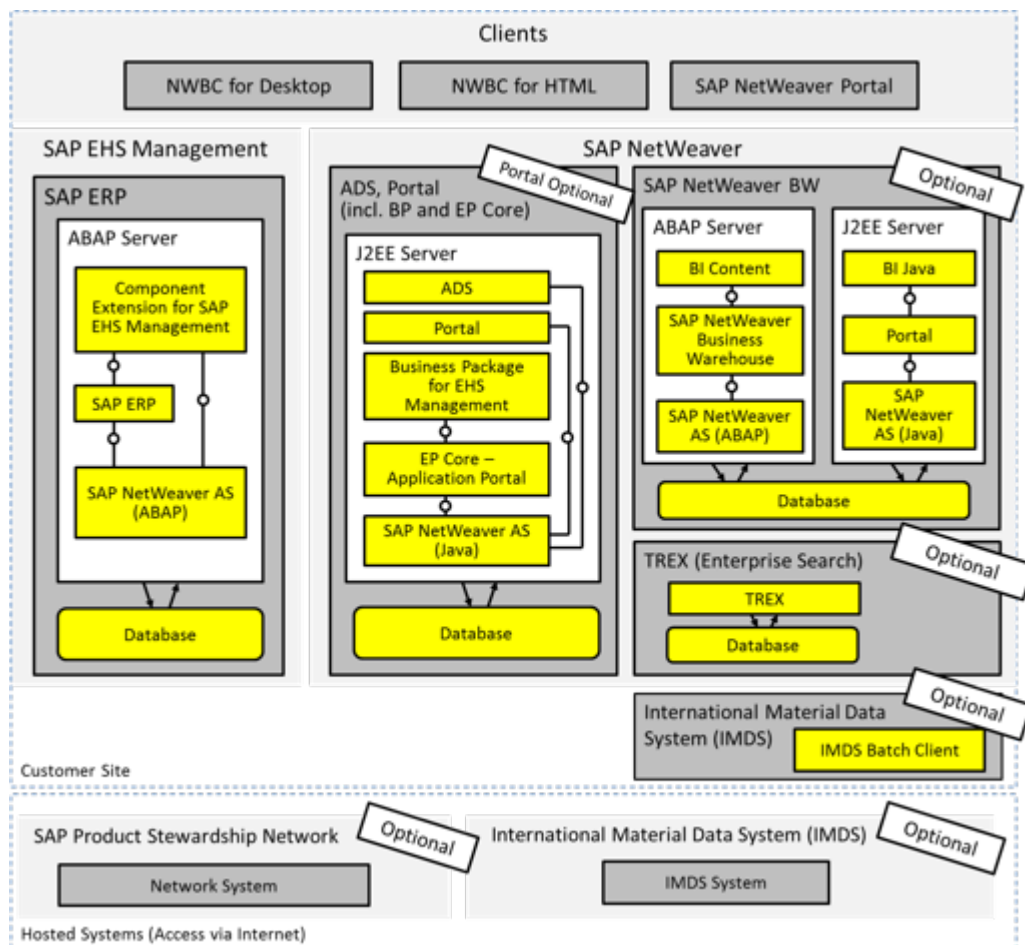 Clients
NWBC for Desktop
NWBC for HTML
SAP NetWeaver Portal
SAP EHS Management
SAP ERP
ABAP Server
Component
Extension for SAP
EHS Management
SAP ERP
SAP NetWeaver AS
(ABAP)
Database
SAP NetWeaver
ADS, Portal
(incl. BP and EP Core)
Portal Optional
J2EE Server
ADS
Portal
Business Package
for EHS
Management
EP Core –
Application Portal
SAP NetWeaver AS
(Java)
Database
SAP NetWeaver BW
Optional
ABAP Server
BI Content
SAP NetWeaver
Business
Warehouse
SAP NetWeaver
AS (ABAP)
J2EE Server
BI Java
Portal
SAP
NetWeaver
AS (Java)
Database
TREX (Enterprise Search)
Optional
TREX
Database
International Material Data
System (IMDS)
Optional
IMDS Batch Client
Customer Site
SAP Product Stewardship Network
Optional
Network System
International Material Data System (IMDS)
Optional
IMDS System
Hosted Systems (Access via Internet)